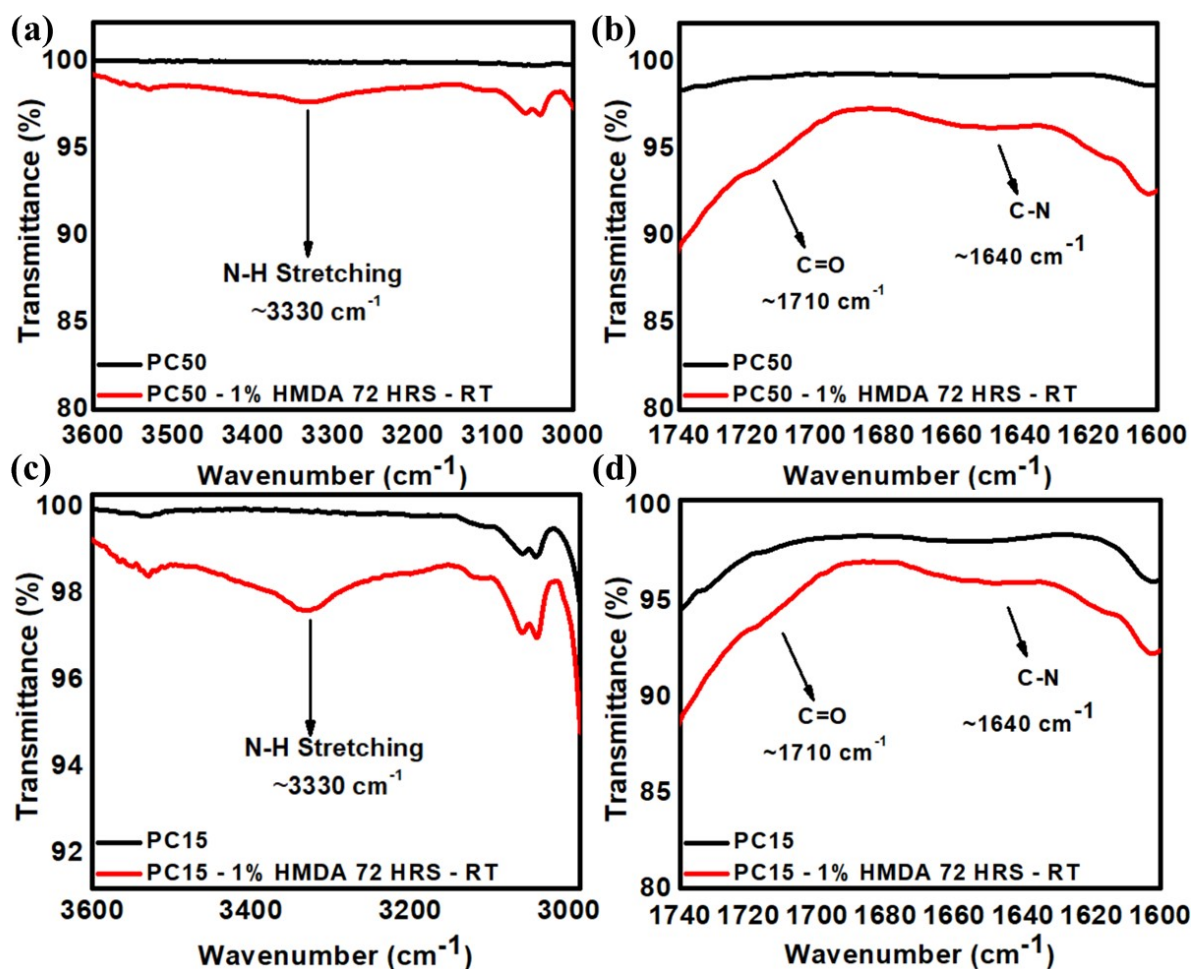 (a)
Transmittance (%)
100
95
90
85
80
N-H Stretching
~3330 cm⁻¹
PC50
PC50 - 1% HMDA 72 HRS - RT
3600 3500 3400 3300 3200 3100 3000
Wavenumber (cm⁻¹)
(b)
Transmittance (%)
100
95
90
85
80
C=O
~1710 cm⁻¹
C-N
~1640 cm⁻¹
PC50
PC50 - 1% HMDA 72 HRS - RT
1740 1720 1700 1680 1660 1640 1620 1600
Wavenumber (cm⁻¹)
(c)
Transmittance (%)
100
98
96
94
92
N-H Stretching
~3330 cm⁻¹
PC15
PC15 - 1% HMDA 72 HRS - RT
3600 3400 3200 3000
Wavenumber (cm⁻¹)
(d)
Transmittance (%)
100
95
90
85
80
C=O
~1710 cm⁻¹
C-N
~1640 cm⁻¹
PC15
PC15 - 1% HMDA 72 HRS - RT
1740 1720 1700 1680 1660 1640 1620 1600
Wavenumber (cm⁻¹)